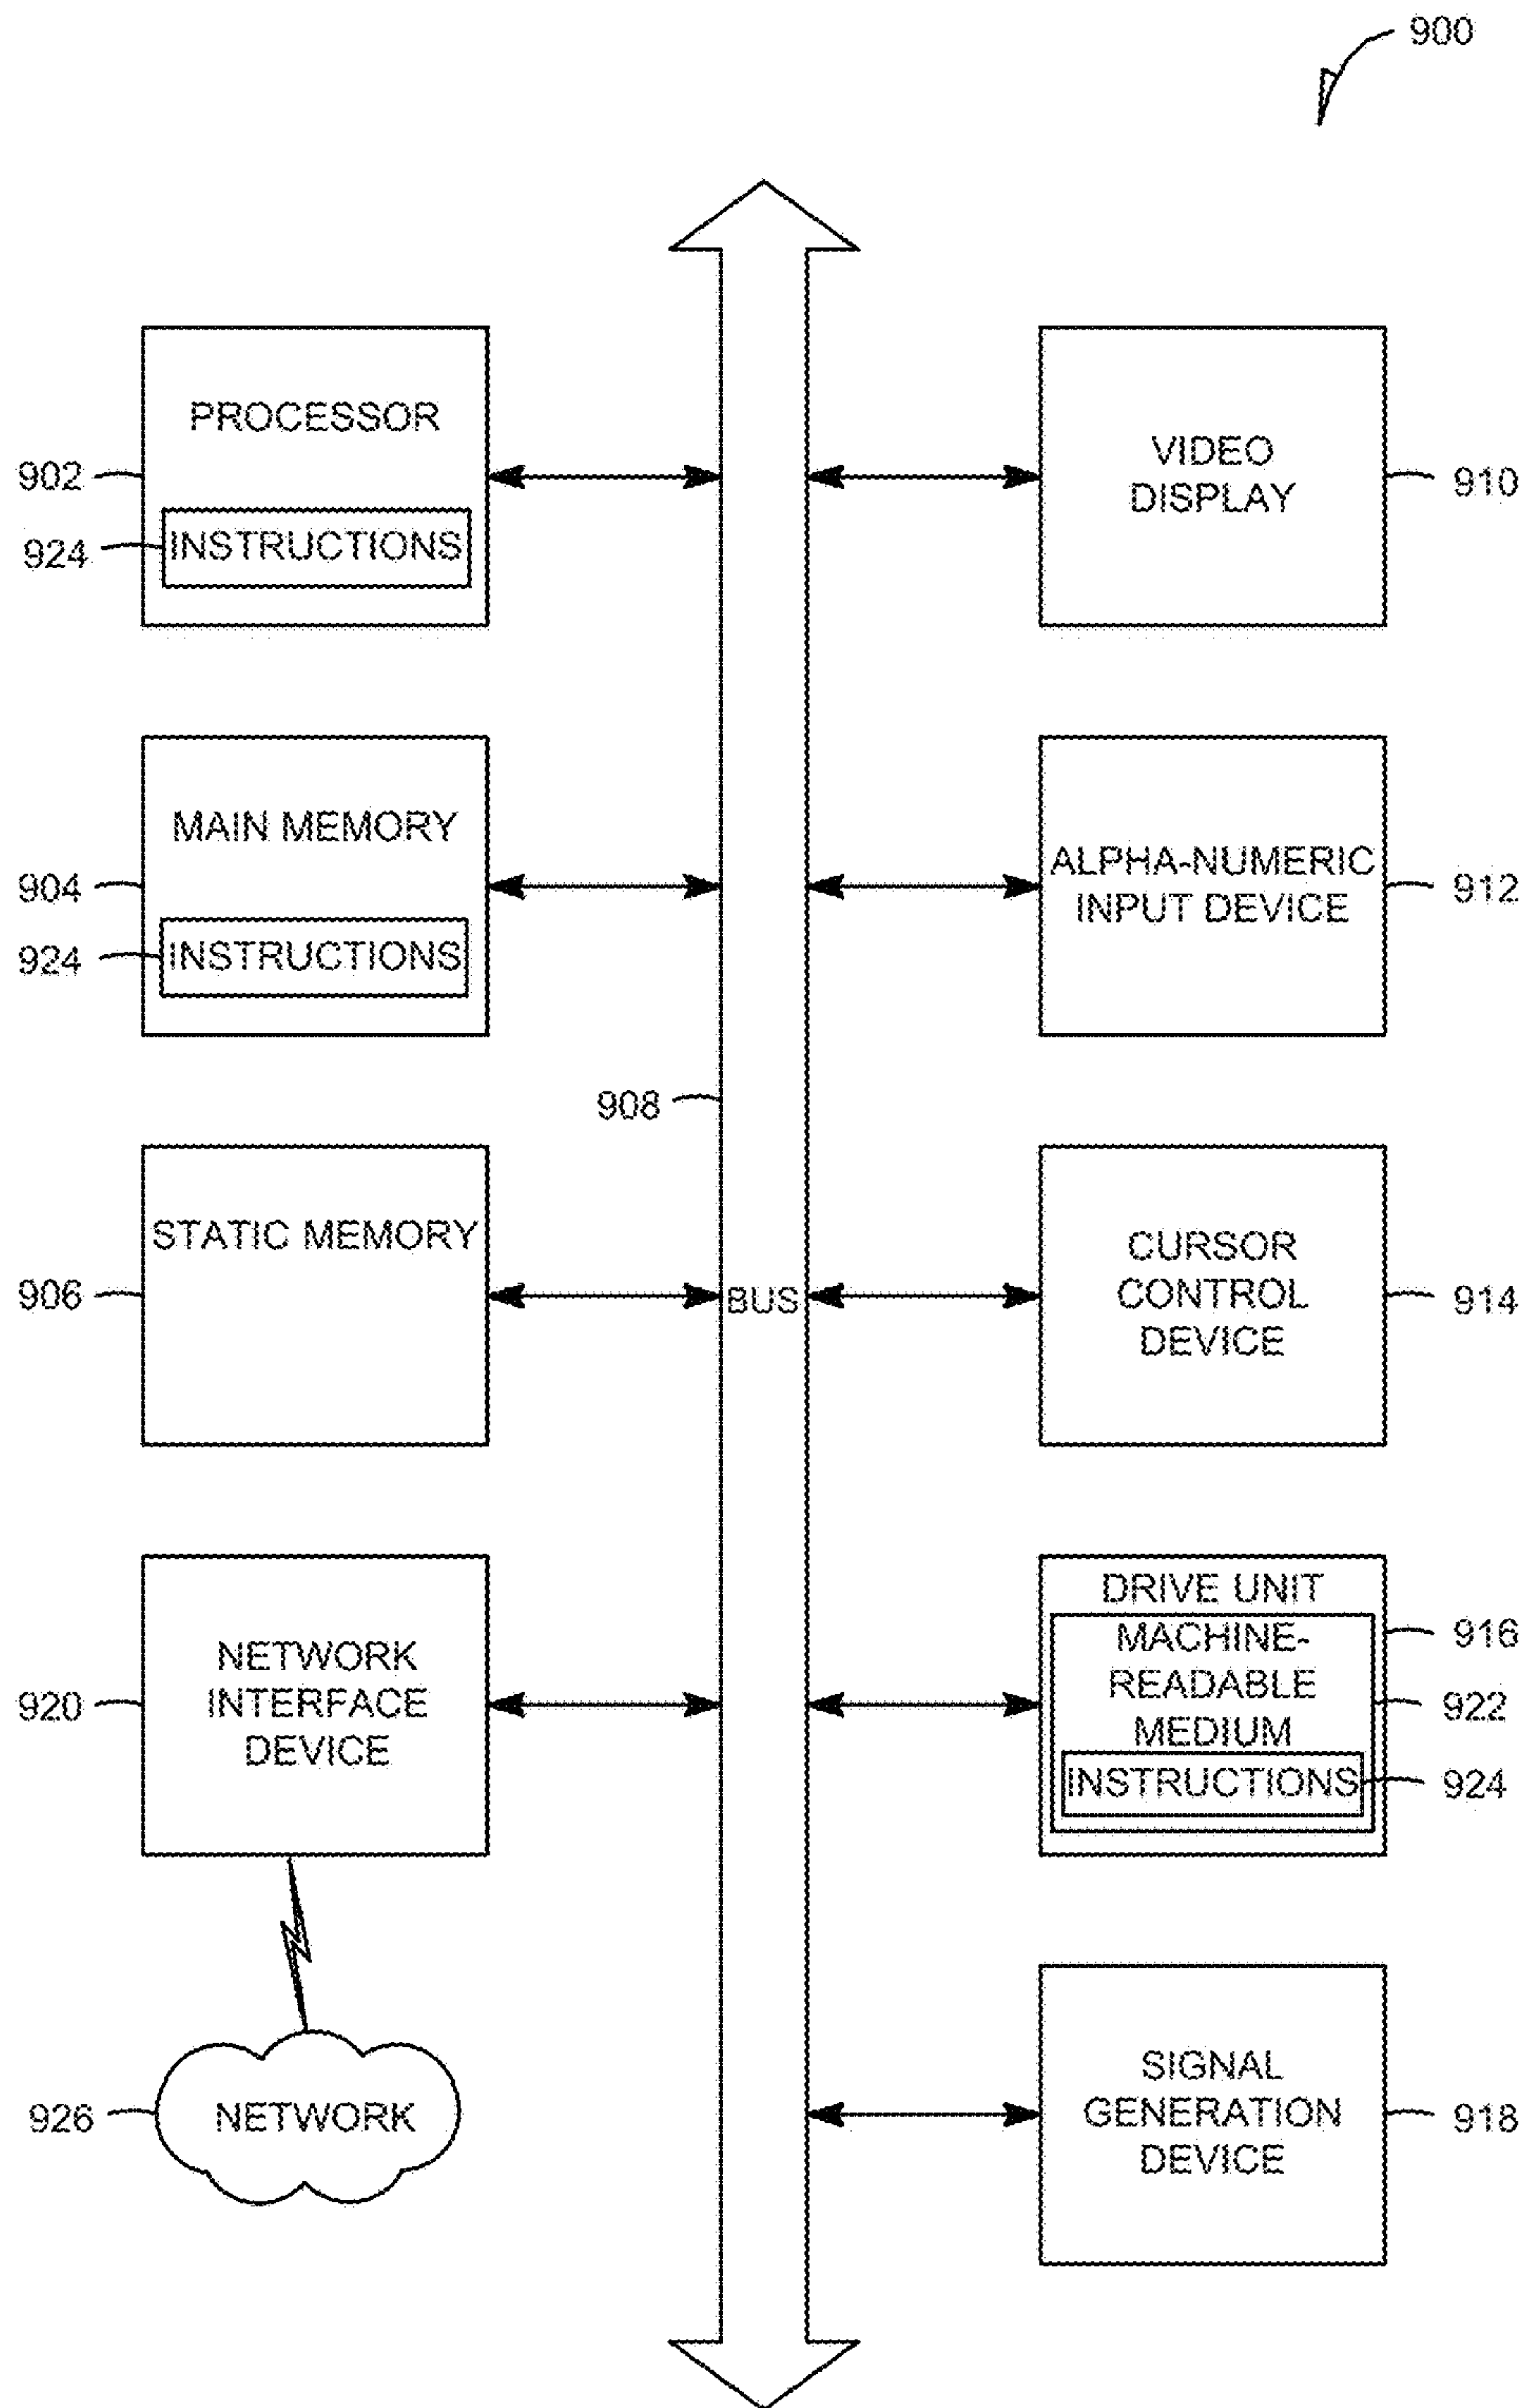 900
PROCESSOR
902
924
INSTRUCTIONS
MAIN MEMORY
904
924
INSTRUCTIONS
908
STATIC MEMORY
906
BUS
NETWORK
INTERFACE
DEVICE
920
926
NETWORK
VIDEO
DISPLAY
910
ALPHA-NUMERIC
INPUT DEVICE
912
CURSOR
CONTROL
DEVICE
914
DRIVE UNIT
916
MACHINE-
READABLE
MEDIUM
922
INSTRUCTIONS
924
SIGNAL
GENERATION
DEVICE
918